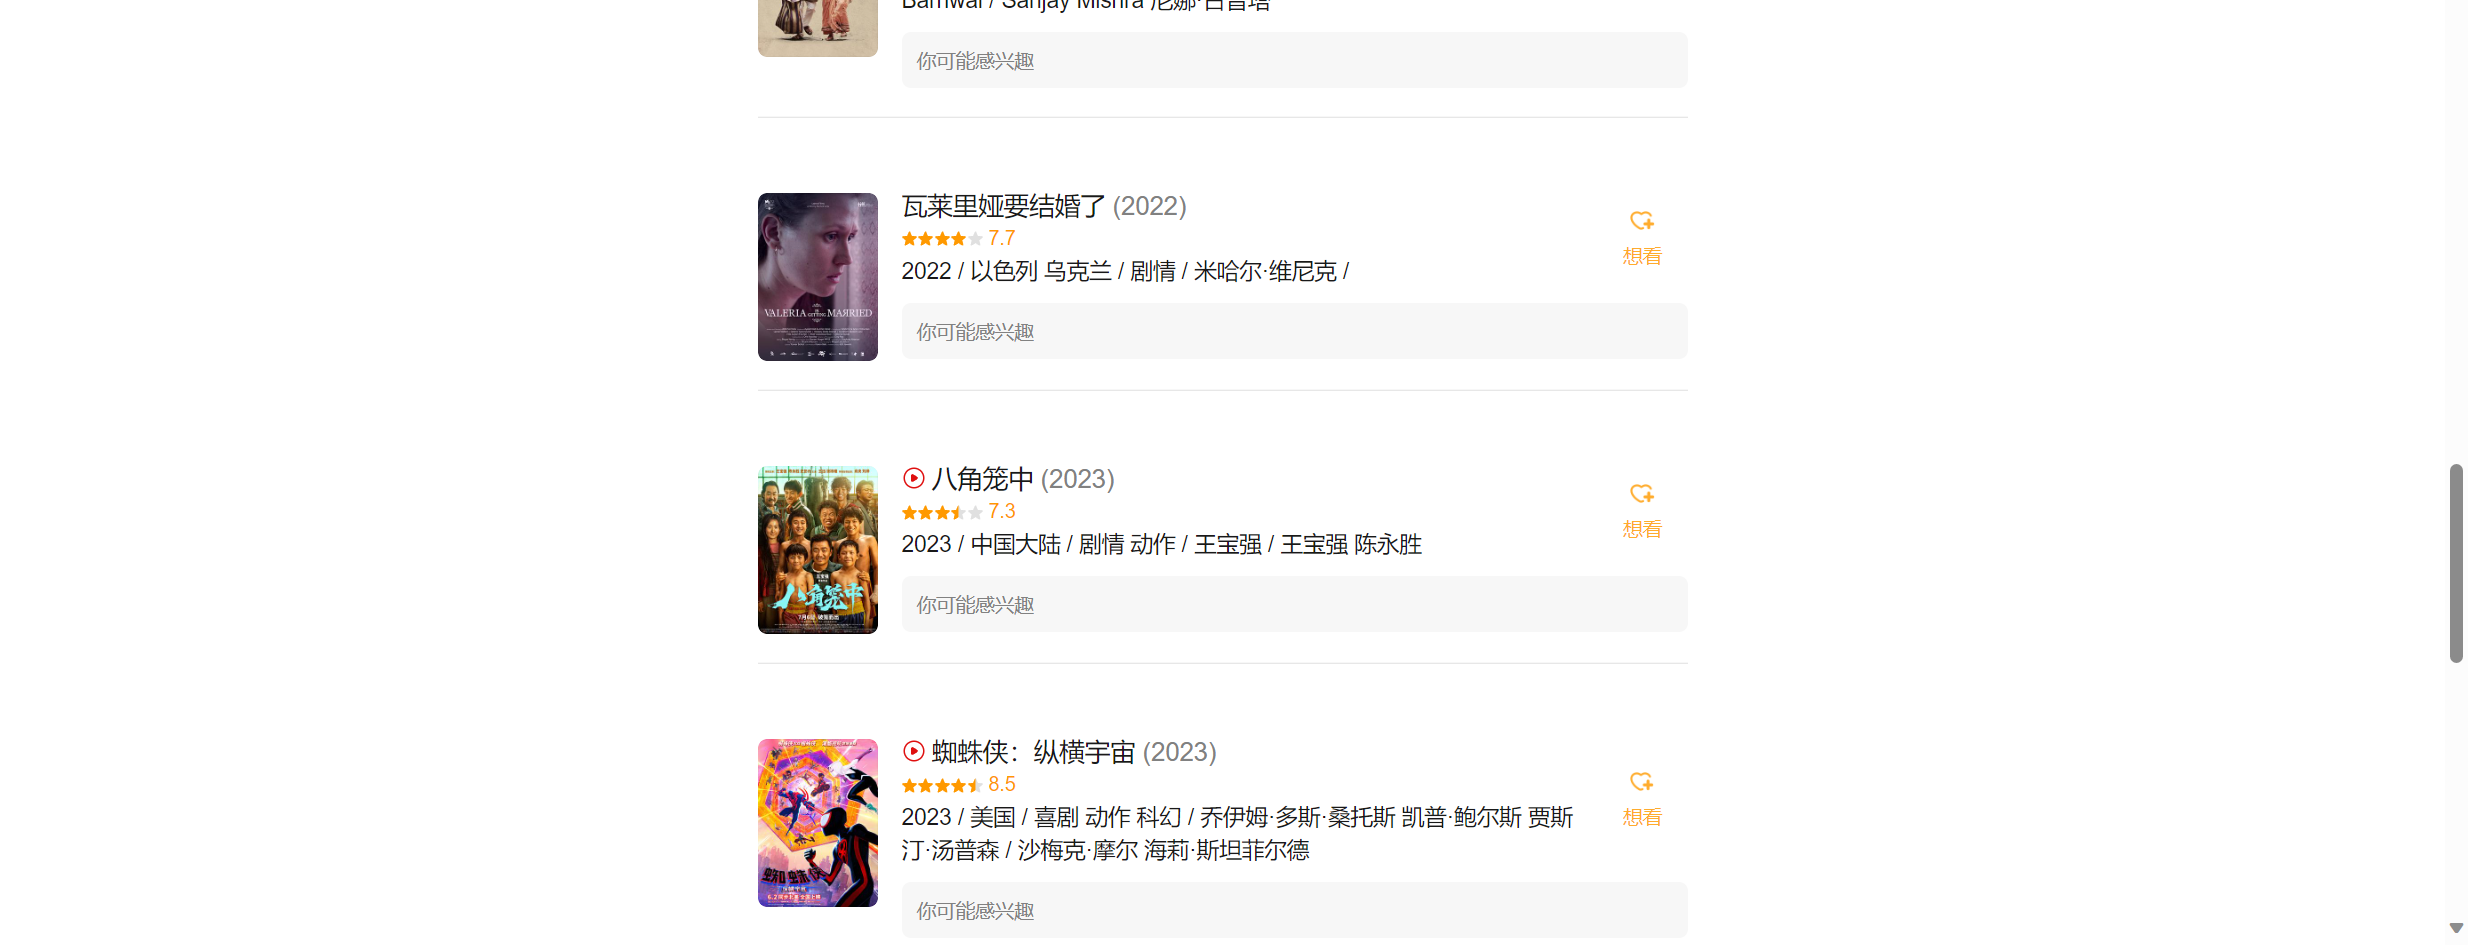 Barnwal / Sanjay Mishra 尼娜·古普塔
你可能感兴趣
瓦莱里娅要结婚了 (2022)
7.7
2022 / 以色列 乌克兰 / 剧情 / 米哈尔·维尼克 /
想看
你可能感兴趣
VALERIA GETTING MARRIED
八角笼中 (2023)
7.3
2023 / 中国大陆 / 剧情 动作 / 王宝强 / 王宝强 陈永胜
想看
你可能感兴趣
八角笼中
蜘蛛侠：纵横宇宙 (2023)
8.5
2023 / 美国 / 喜剧 动作 科幻 / 乔伊姆·多斯·桑托斯 凯普·鲍尔斯 贾斯
汀·汤普森 / 沙梅克·摩尔 海莉·斯坦菲尔德
想看
你可能感兴趣
蜘蛛侠